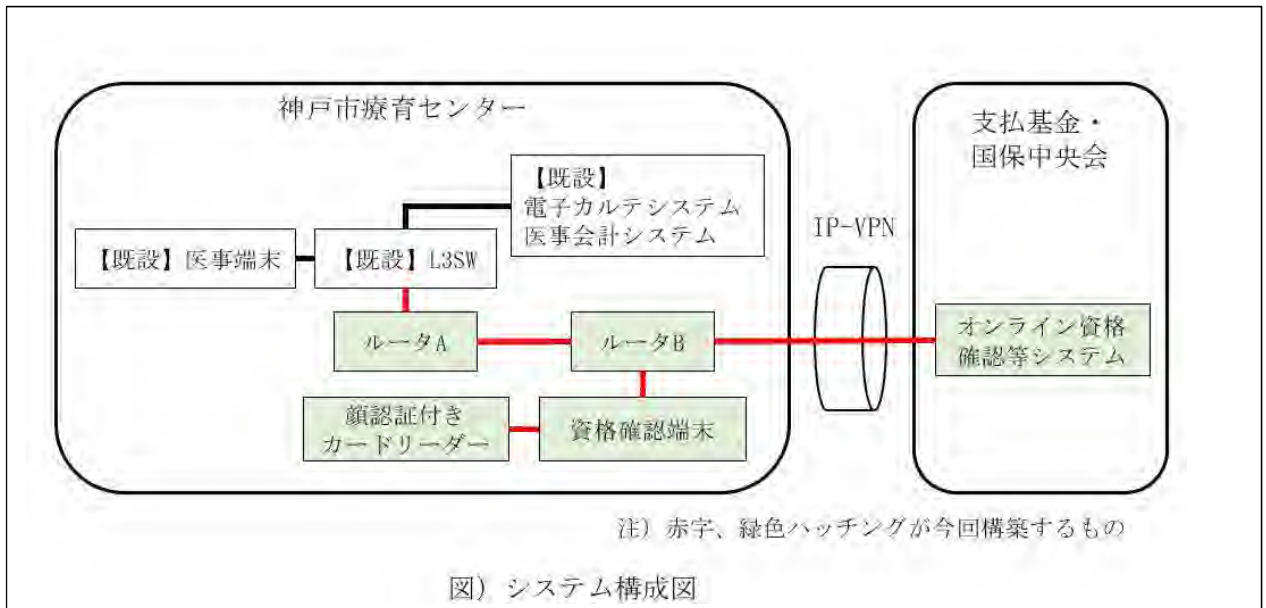 神戸市療育センター
支払基金・
国保中央会
【既設】
電子カルテシステム
医事会計システム
IP-VPN
【既設】医事端末
【既設】L3SW
ルータA
ルータB
オンライン資格
確認等システム
顔認証付き
カードリーダー
資格確認端末
注）赤字、緑色ハッチングが今回構築するもの
図）システム構成図